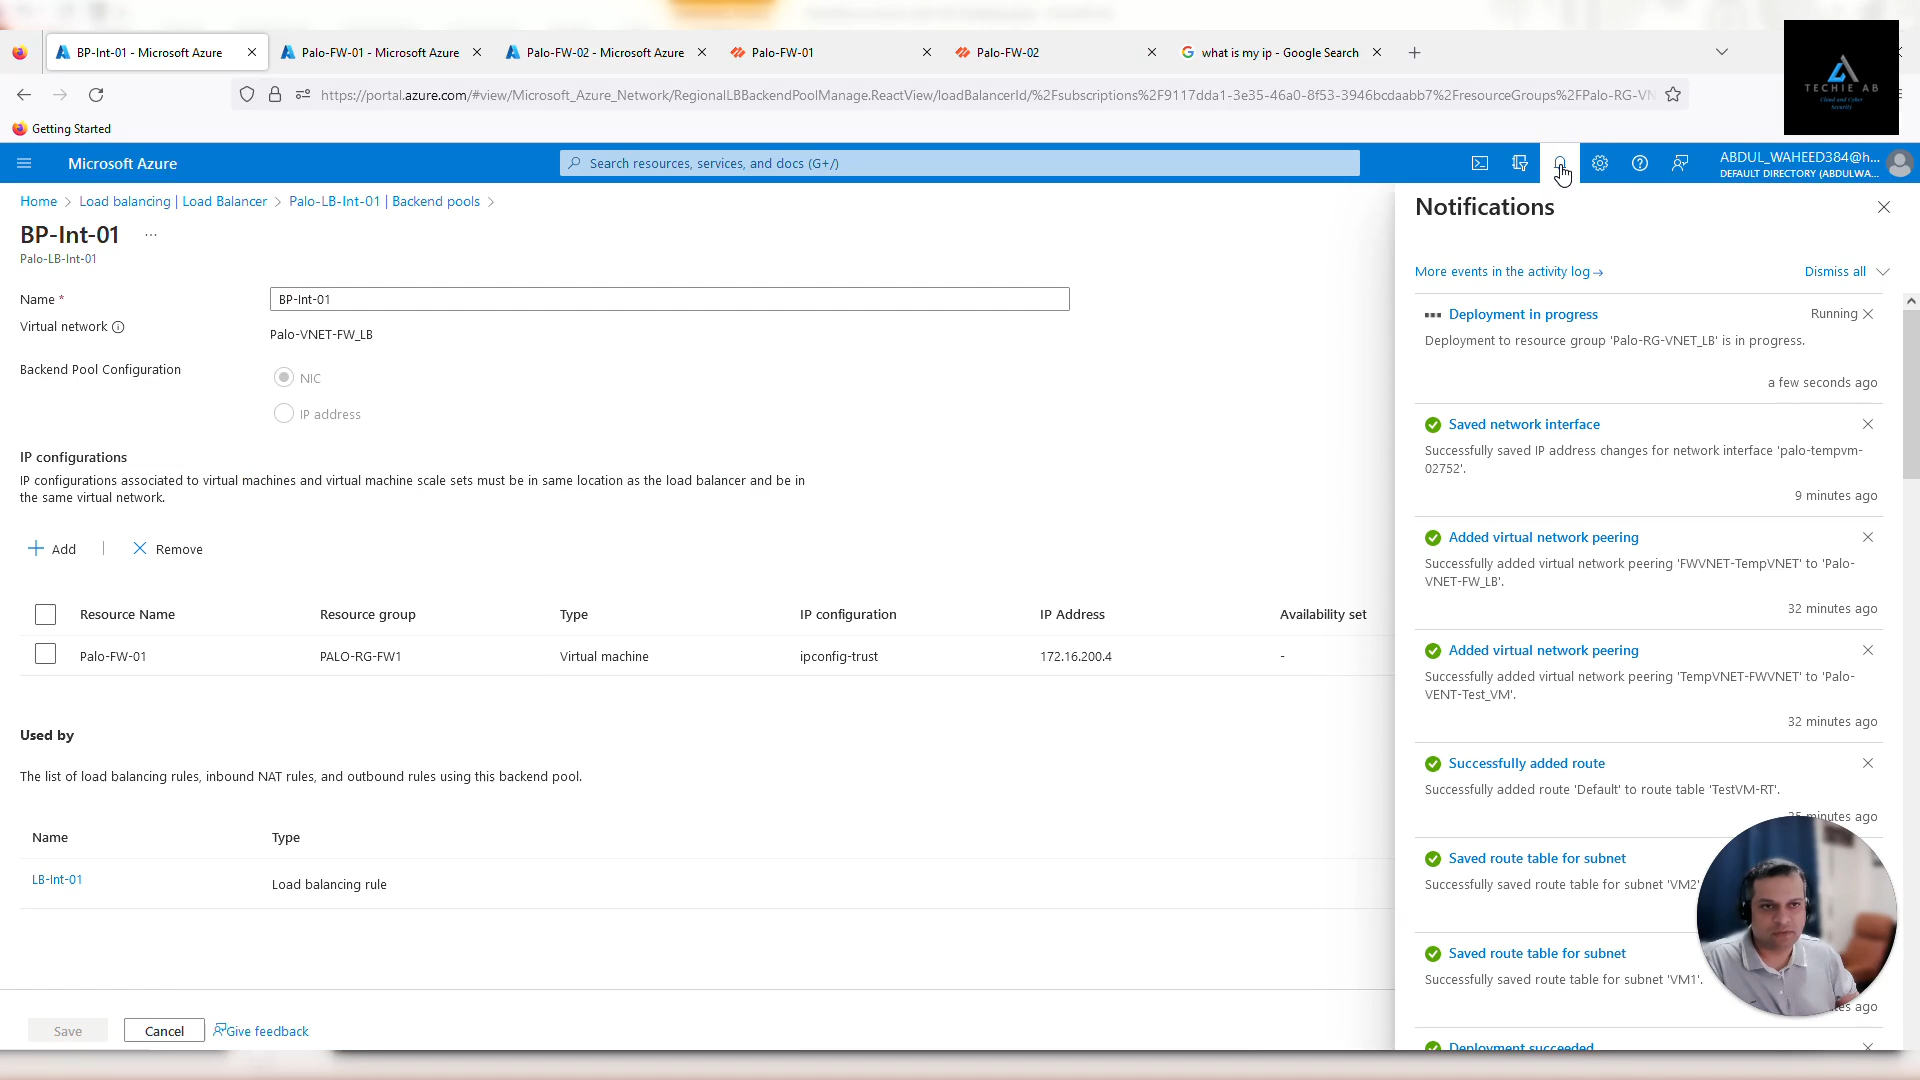 BP-Int-01 - Microsoft Azure
Palo-FW-01 - Microsoft Azure
Palo-FW-02 - Microsoft Azure
Palo-FW-01
Palo-FW-02
what is my ip - Google Search
https://portal.azure.com/#view/Microsoft_Azure_Network/RegionalLBBackendPoolManage.ReactView/loadBalancerId/%2Fsubscriptions%2F9117dda1-3e35-46a0-8f53-3946bcdaabb7%2FresourceGroups%2FPalo-RG-VN
TECHIE AB
Cloud and Cyber
Security
Getting Started
Microsoft Azure
Search resources, services, and docs (G+/)
ABDUL_WAHEED384@h...
DEFAULT DIRECTORY (ABDULWA...
Home
Load balancing | Load Balancer
Palo-LB-Int-01 | Backend pools
BP-Int-01
...
Palo-LB-Int-01
Name *
BP-Int-01
Virtual network
Palo-VNET-FW_LB
Backend Pool Configuration
NIC
IP address
IP configurations
IP configurations associated to virtual machines and virtual machine scale sets must be in same location as the load balancer and be in
the same virtual network.
Add
Remove
Resource Name
Resource group
Type
IP configuration
IP Address
Availability set
Palo-FW-01
PALO-RG-FW1
Virtual machine
ipconfig-trust
172.16.200.4
-
Used by
The list of load balancing rules, inbound NAT rules, and outbound rules using this backend pool.
Name
Type
LB-Int-01
Load balancing rule
Save
Cancel
Give feedback
Notifications
More events in the activity log →
Dismiss all
Deployment in progress
Running
Deployment to resource group 'Palo-RG-VNET_LB' is in progress.
a few seconds ago
Saved network interface
Successfully saved IP address changes for network interface 'palo-tempvm-
02752'.
9 minutes ago
Added virtual network peering
Successfully added virtual network peering 'FWVNET-TempVNET' to 'Palo-
VNET-FW_LB'.
32 minutes ago
Added virtual network peering
Successfully added virtual network peering 'TempVNET-FWVNET' to 'Palo-
VENT-Test_VM'.
32 minutes ago
Successfully added route
Successfully added route 'Default' to route table 'TestVM-RT'.
minutes ago
Saved route table for subnet
Successfully saved route table for subnet 'VM2'
Saved route table for subnet
Successfully saved route table for subnet 'VM1'.
ago
Deployment succeeded